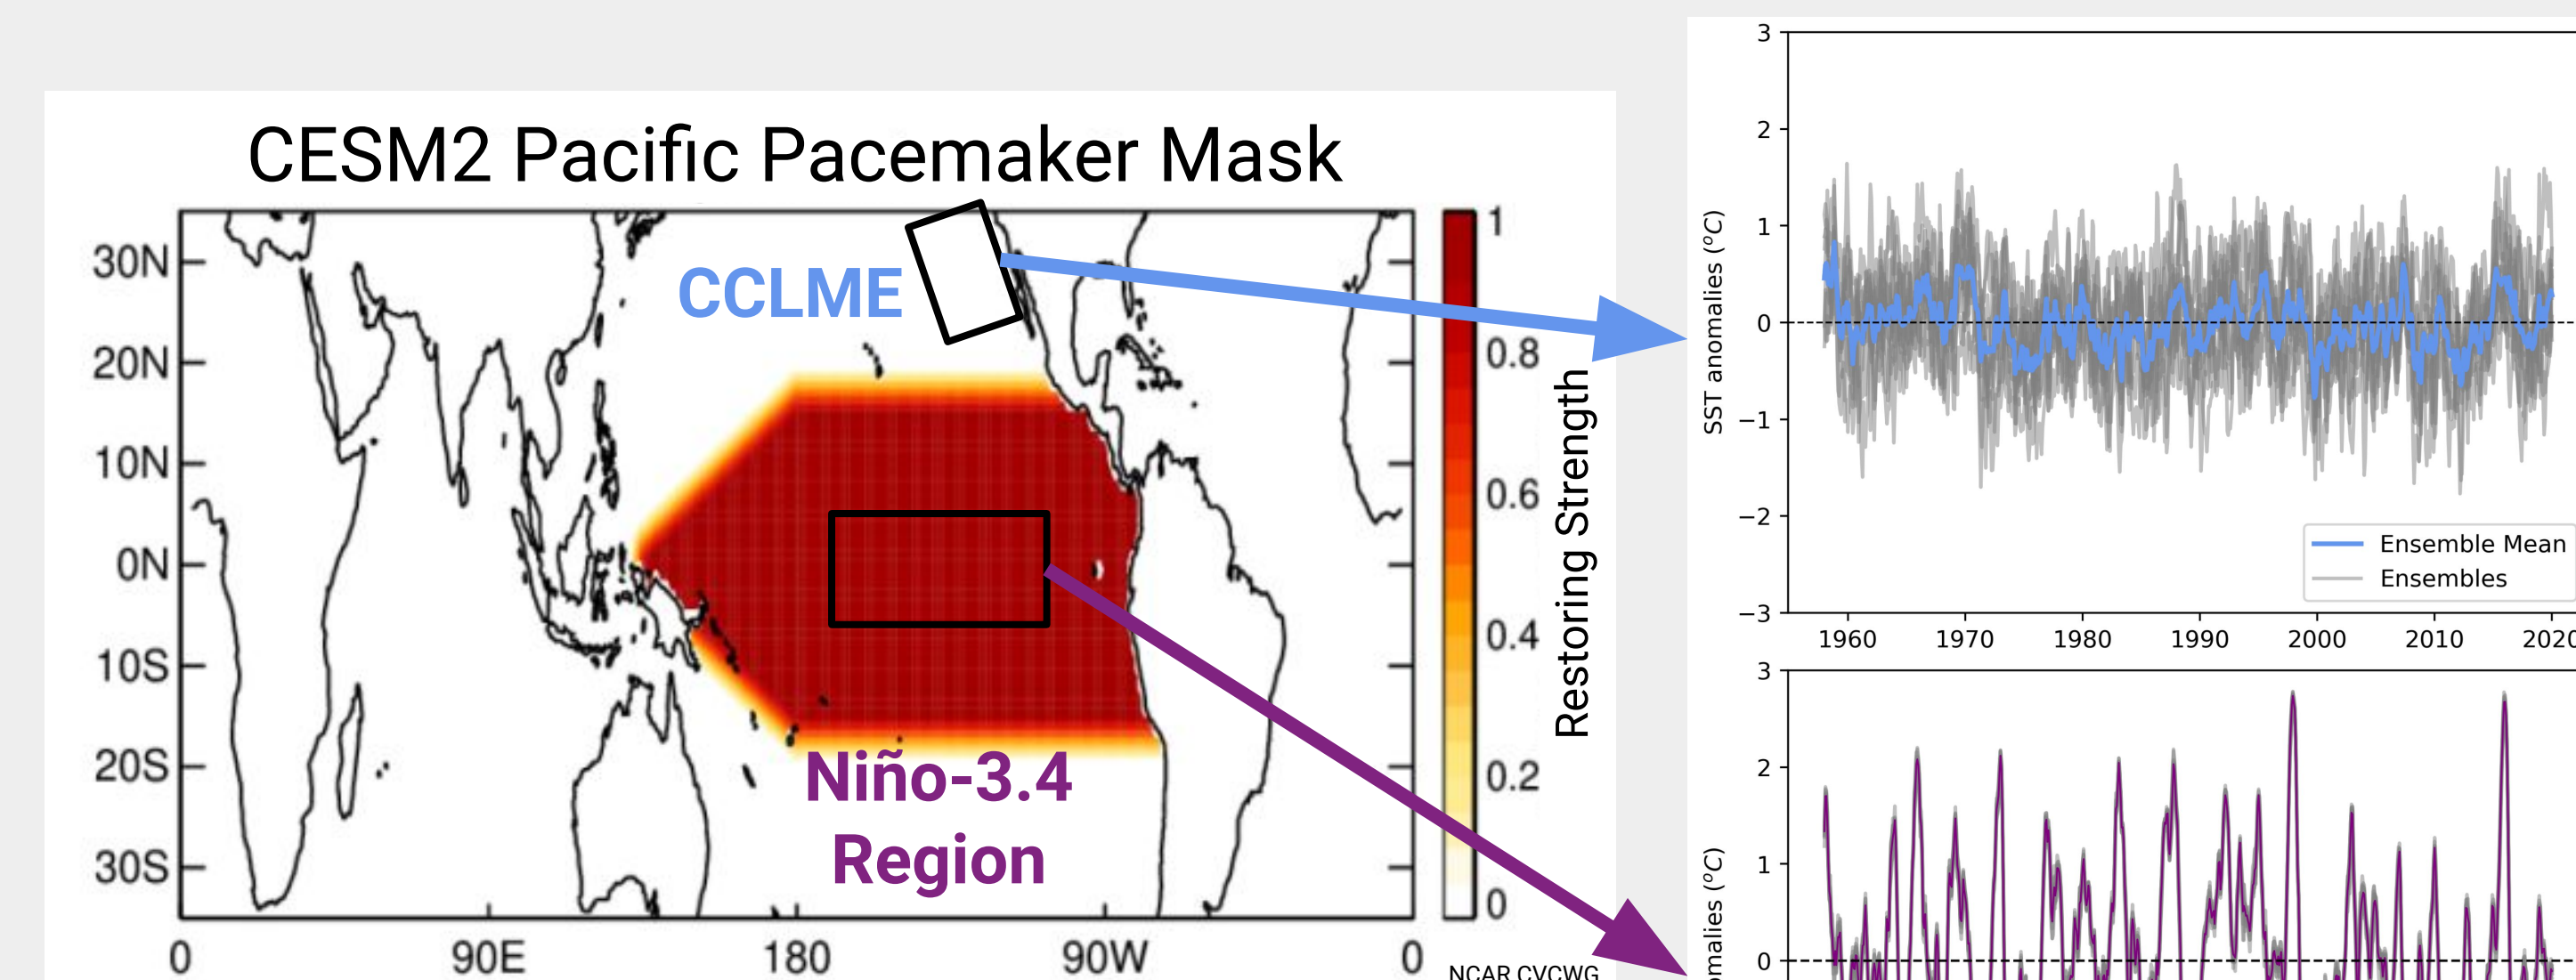 CESM2 Pacific Pacemaker Mask
30N
20N
10N
0N
10S
20S
30S
0
90E
180
90W
0
CCLME
Niño-3.4
Region
1
0.8
0.6
0.4
0.2
0
Restoring Strength
NCAR CVCWG
3
2
1
0
−1
−2
−3
SST anomalies (°C)
Ensemble Mean
Ensembles
1960
1970
1980
1990
2000
2010
2020
3
2
1
0
omalies (°C)